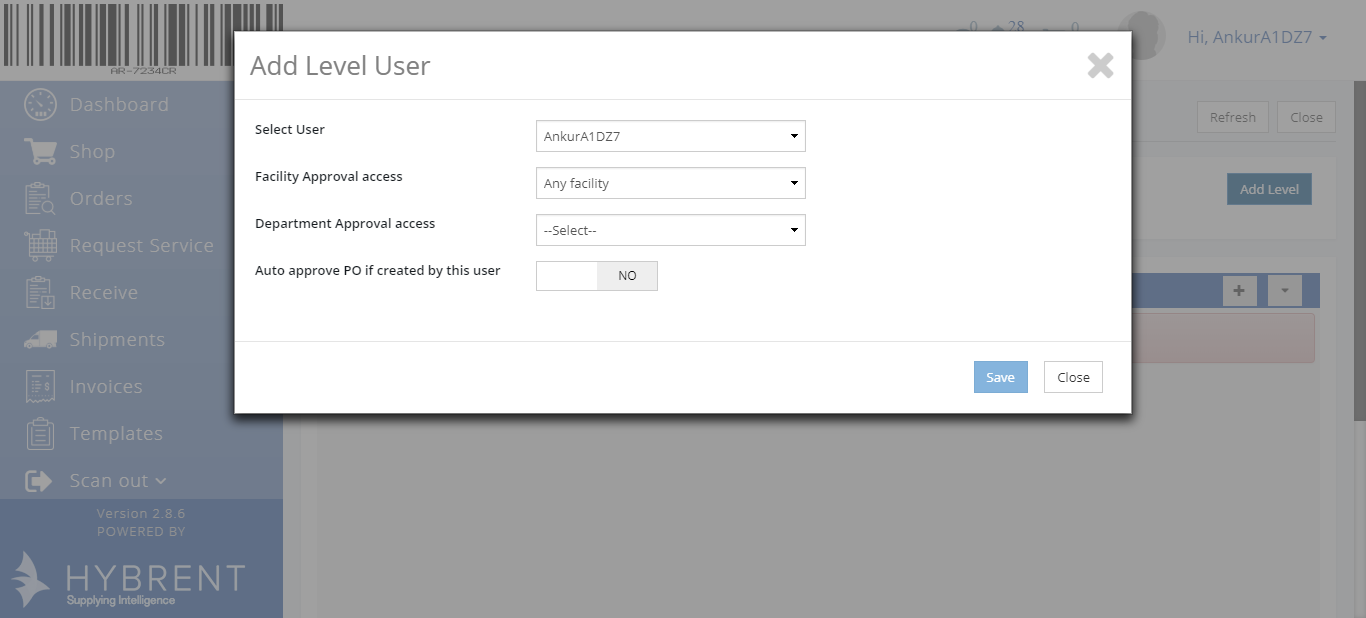 AR-7234CR
0 28 0
Hi, AnkurA1DZ7
Add Level User
Dashboard
Shop
Orders
Request Service
Receive
Shipments
Invoices
Templates
Scan out
Version 2.8.6
POWERED BY
HYBRENT
Supplying Intelligence
Select User
AnkurA1DZ7
Facility Approval access
Any facility
Department Approval access
--Select--
Auto approve PO if created by this user
NO
Save
Close
Refresh
Close
Add Level